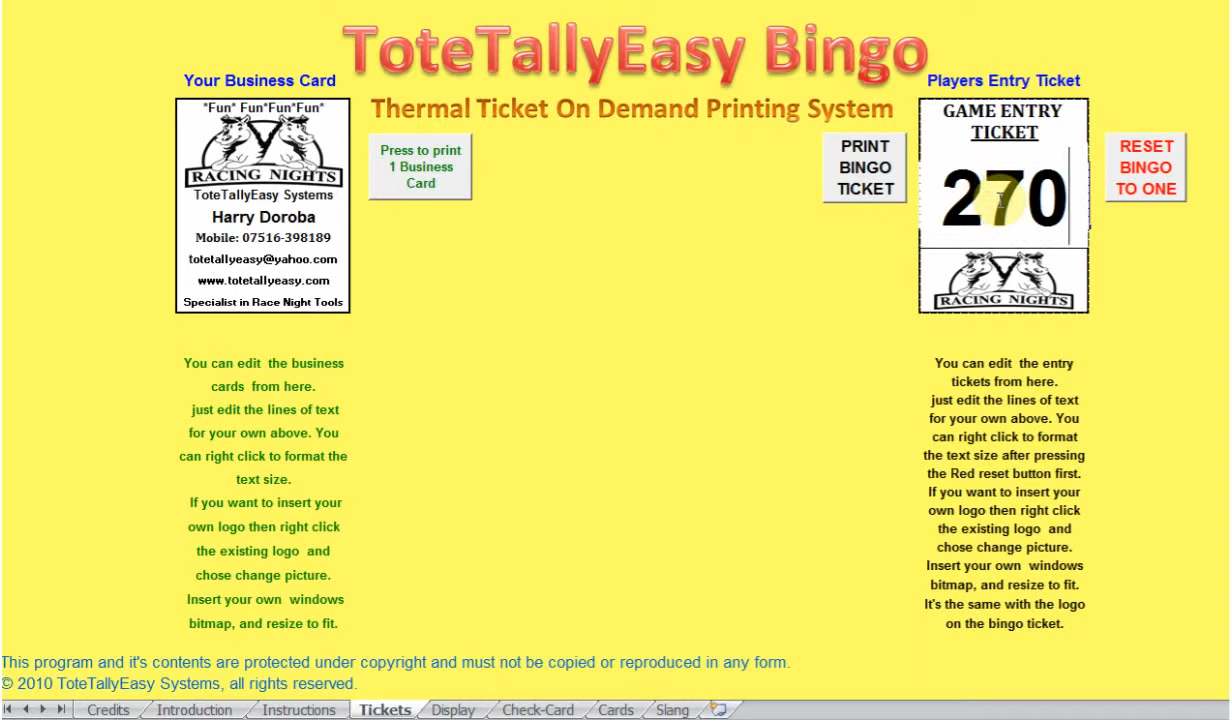 ToteTallyEasy Bingo
Thermal Ticket On Demand Printing System
Your Business Card
*Fun* Fun*Fun*Fun*
RACING NIGHTS
ToteTallyEasy Systems
Harry Doroba
Mobile: 07516-398189
totetallyeasy@yahoo.com
www.totetallyeasy.com
Specialist in Race Night Tools
Press to print
1 Business
Card
PRINT
BINGO
TICKET
Players Entry Ticket
GAME ENTRY
TICKET
270
RACING NIGHTS
RESET
BINGO
TO ONE
You can edit the business
cards from here.
just edit the lines of text
for your own above. You
can right click to format the
text size.
If you want to insert your
own logo then right click
the existing logo and
chose change picture.
Insert your own windows
bitmap, and resize to fit.
You can edit the entry
tickets from here.
just edit the lines of text
for your own above. You
can right click to format
the text size after pressing
the Red reset button first.
If you want to insert your
own logo then right click
the existing logo and
chose change picture.
Insert your own windows
bitmap, and resize to fit.
It's the same with the logo
on the bingo ticket.
This program and it's contents are protected under copyright and must not be copied or reproduced in any form.
© 2010 ToteTallyEasy Systems, all rights reserved.
Credits Introduction Instructions Tickets Display Check-Card Cards Slang